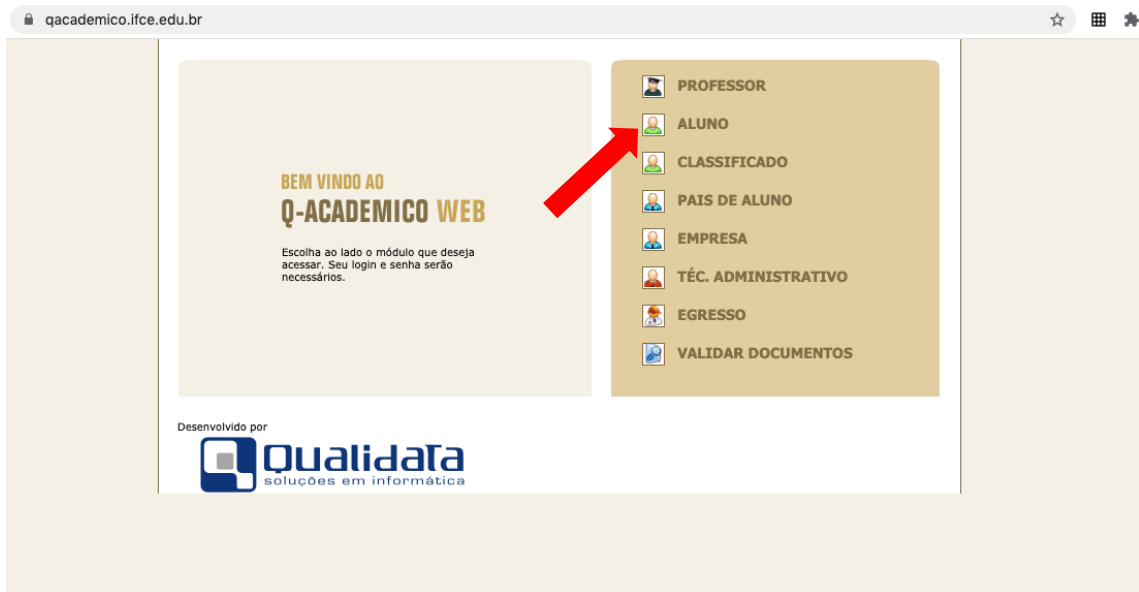 qacademico.ifce.edu.br
BEM VINDO AO
Q-ACADEMICO WEB
Escolha ao lado o módulo que deseja
acessar. Seu login e senha serão
necessários.
PROFESSOR
ALUNO
CLASSIFICADO
PAIS DE ALUNO
EMPRESA
TÉC. ADMINISTRATIVO
EGRESSO
VALIDAR DOCUMENTOS
Desenvolvido por
Qualidata
soluções em informática